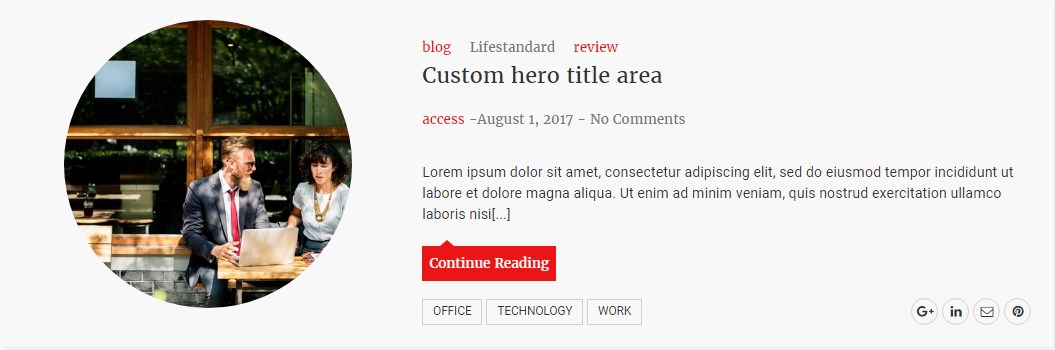 blog Lifestandard review
Custom hero title area
access -August 1, 2017 - No Comments
Lorem ipsum dolor sit amet, consectetur adipiscing elit, sed do eiusmod tempor incididunt ut
labore et dolore magna aliqua. Ut enim ad minim veniam, quis nostrud exercitation ullamco
laboris nisi[...]
Continue Reading
OFFICE TECHNOLOGY WORK G+ in